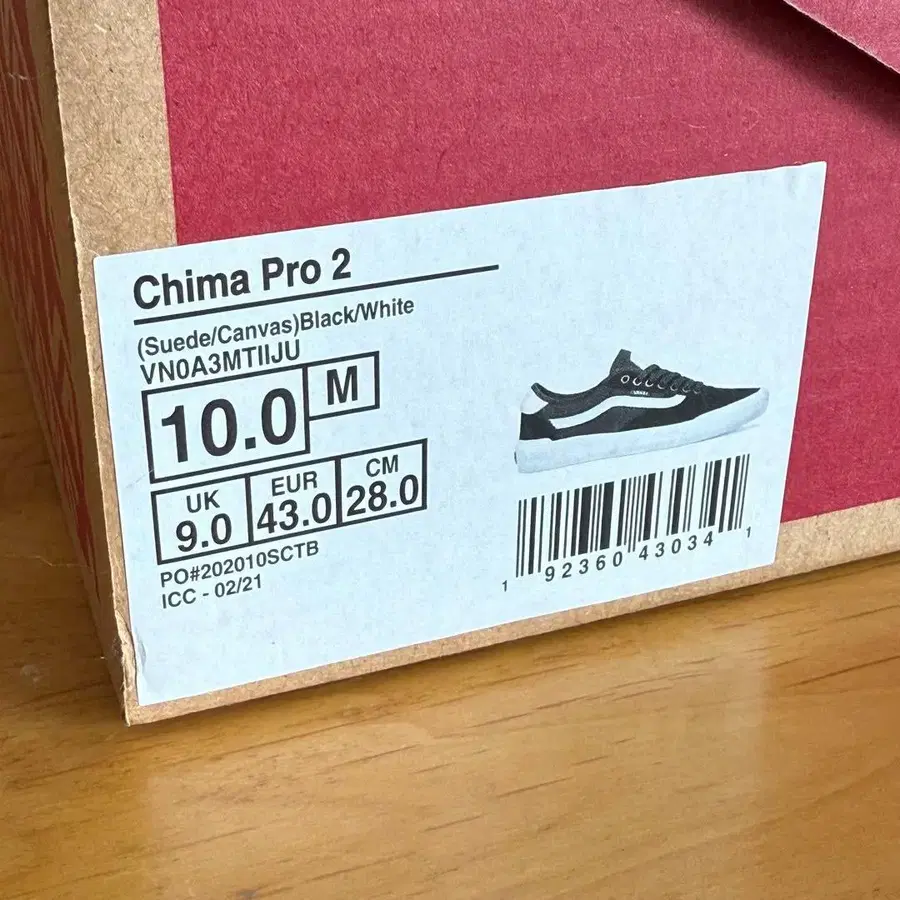 Chima Pro 2
(Suede/Canvas)Black/White
VN0A3MTIIJU
10.0 M
UK EUR CM
9.0 43.0 28.0
PO#202010SCTB
ICC - 02/21
1 92360 43034 1